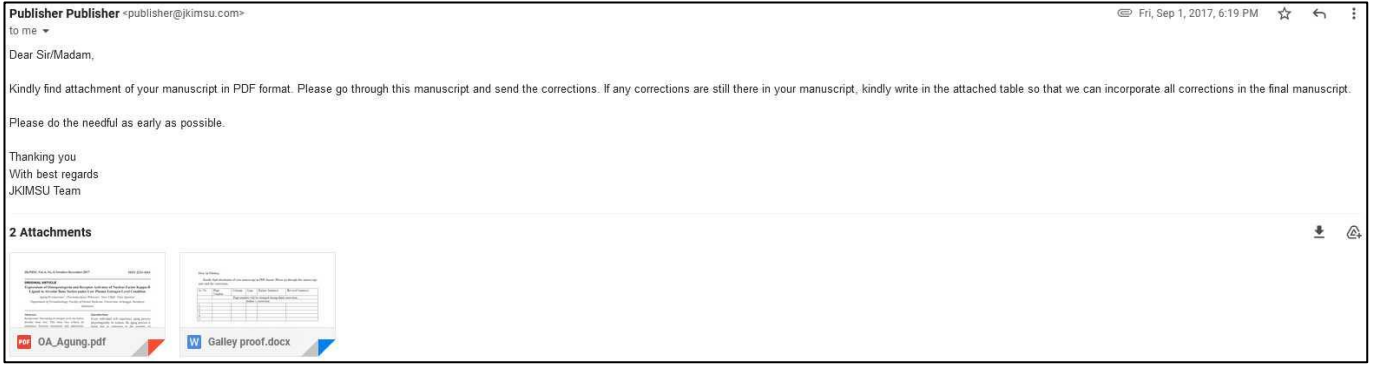 Publisher Publisher <publisher@jkimsu.com>
Fri, Sep 1, 2017, 6:19 PM
to me
Dear Sir/Madam,
Kindly find attachment of your manuscript in PDF format. Please go through this manuscript and send the corrections. If any corrections are still there in your manuscript, kindly write in the attached table so that we can incorporate all corrections in the final manuscript.
Please do the needful as early as possible.
Thanking you
With best regards
JKIMSU Team
2 Attachments
ORIGINAL ARTICLE
PDF OA_Agung.pdf
W Galley proof.docx